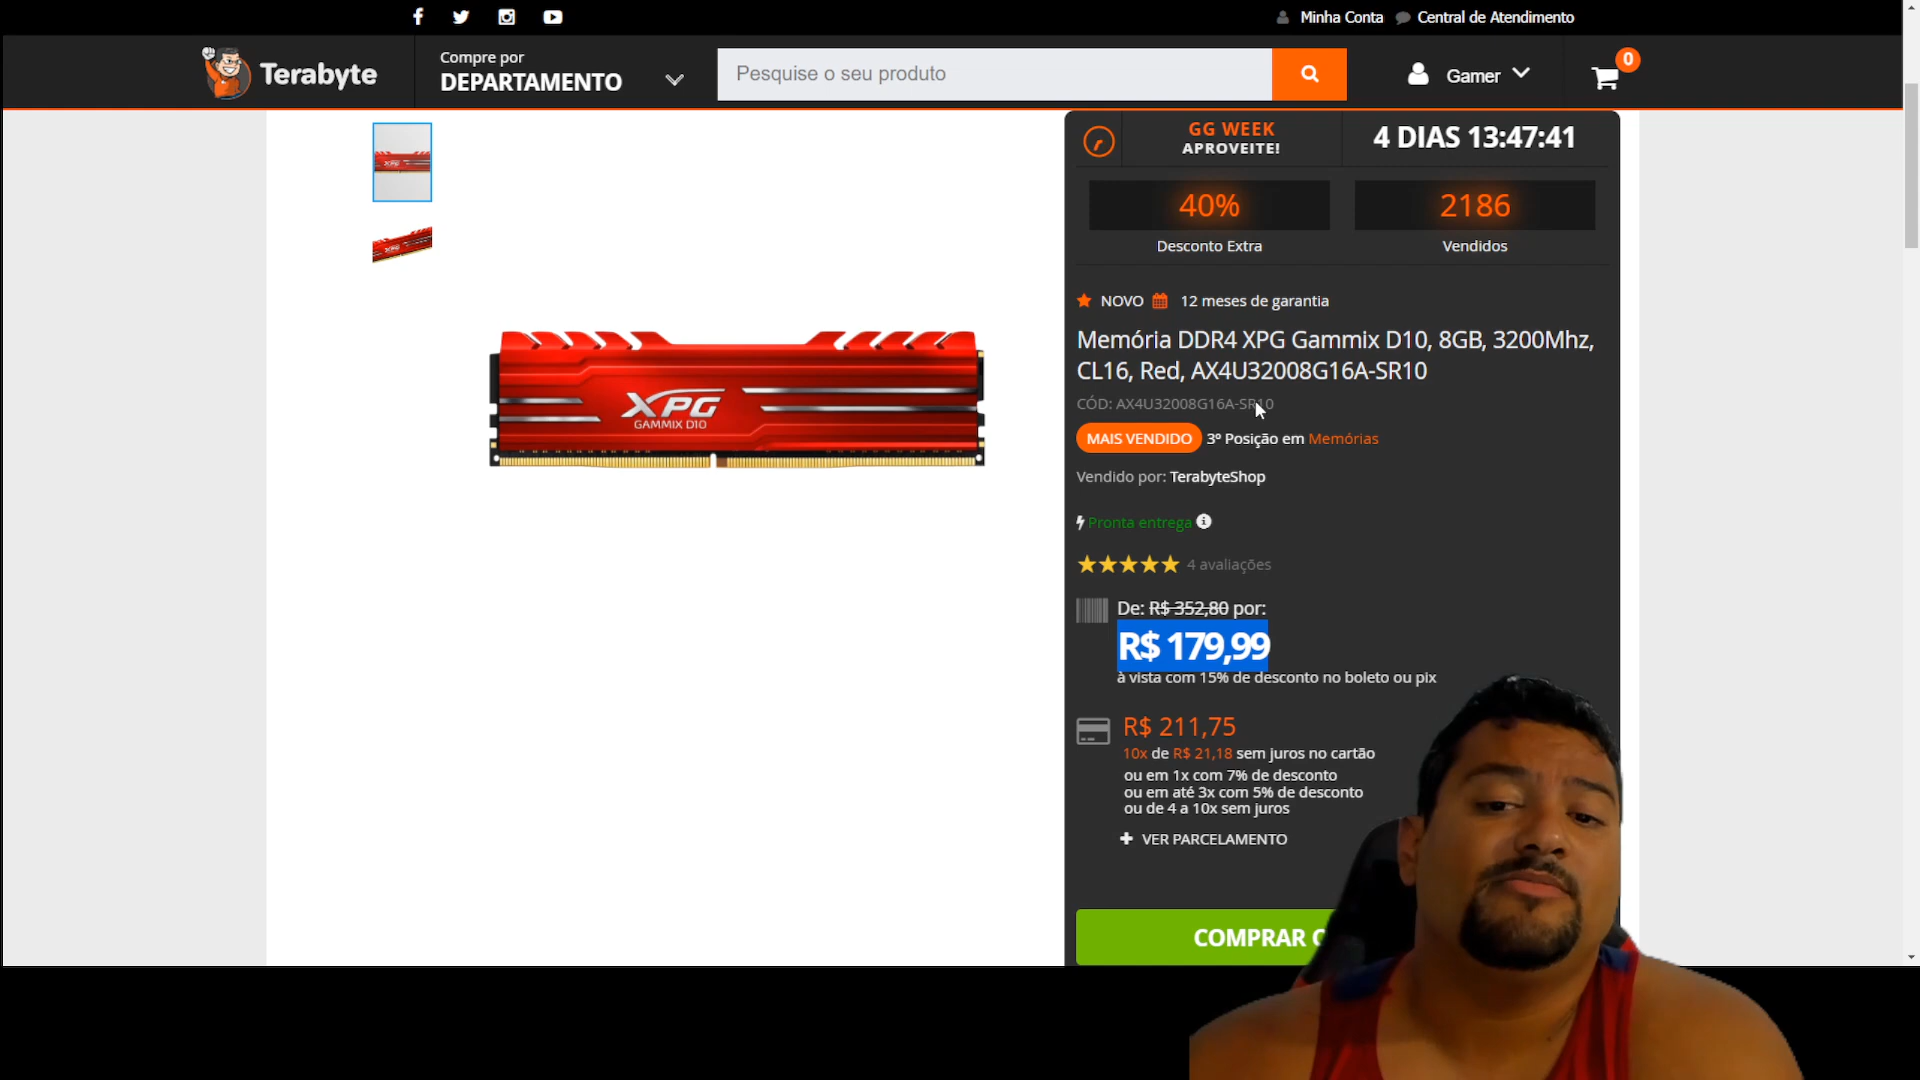 Minha Conta
Central de Atendimento
Terabyte
Compre por
DEPARTAMENTO
Pesquise o seu produto
Gamer
0
GG WEEK
APROVEITE!
4 DIAS 13:47:41
40%
Desconto Extra
2186
Vendidos
NOVO
12 meses de garantia
Memória DDR4 XPG Gammix D10, 8GB, 3200Mhz,
CL16, Red, AX4U32008G16A-SR10
CÓD: AX4U32008G16A-SR10
MAIS VENDIDO 3º Posição em Memórias
Vendido por: TerabyteShop
Pronta entrega
4 avaliações
De: R$ 352,80 por:
R$ 179,99
à vista com 15% de desconto no boleto ou pix
R$ 211,75
10x de R$ 21,18 sem juros no cartão
ou em 1x com 7% de desconto
ou em até 3x com 5% de desconto
ou de 4 a 10x sem juros
VER PARCELAMENTO
COMPRAR
XPG
GAMMIX D10
XPG
XPG